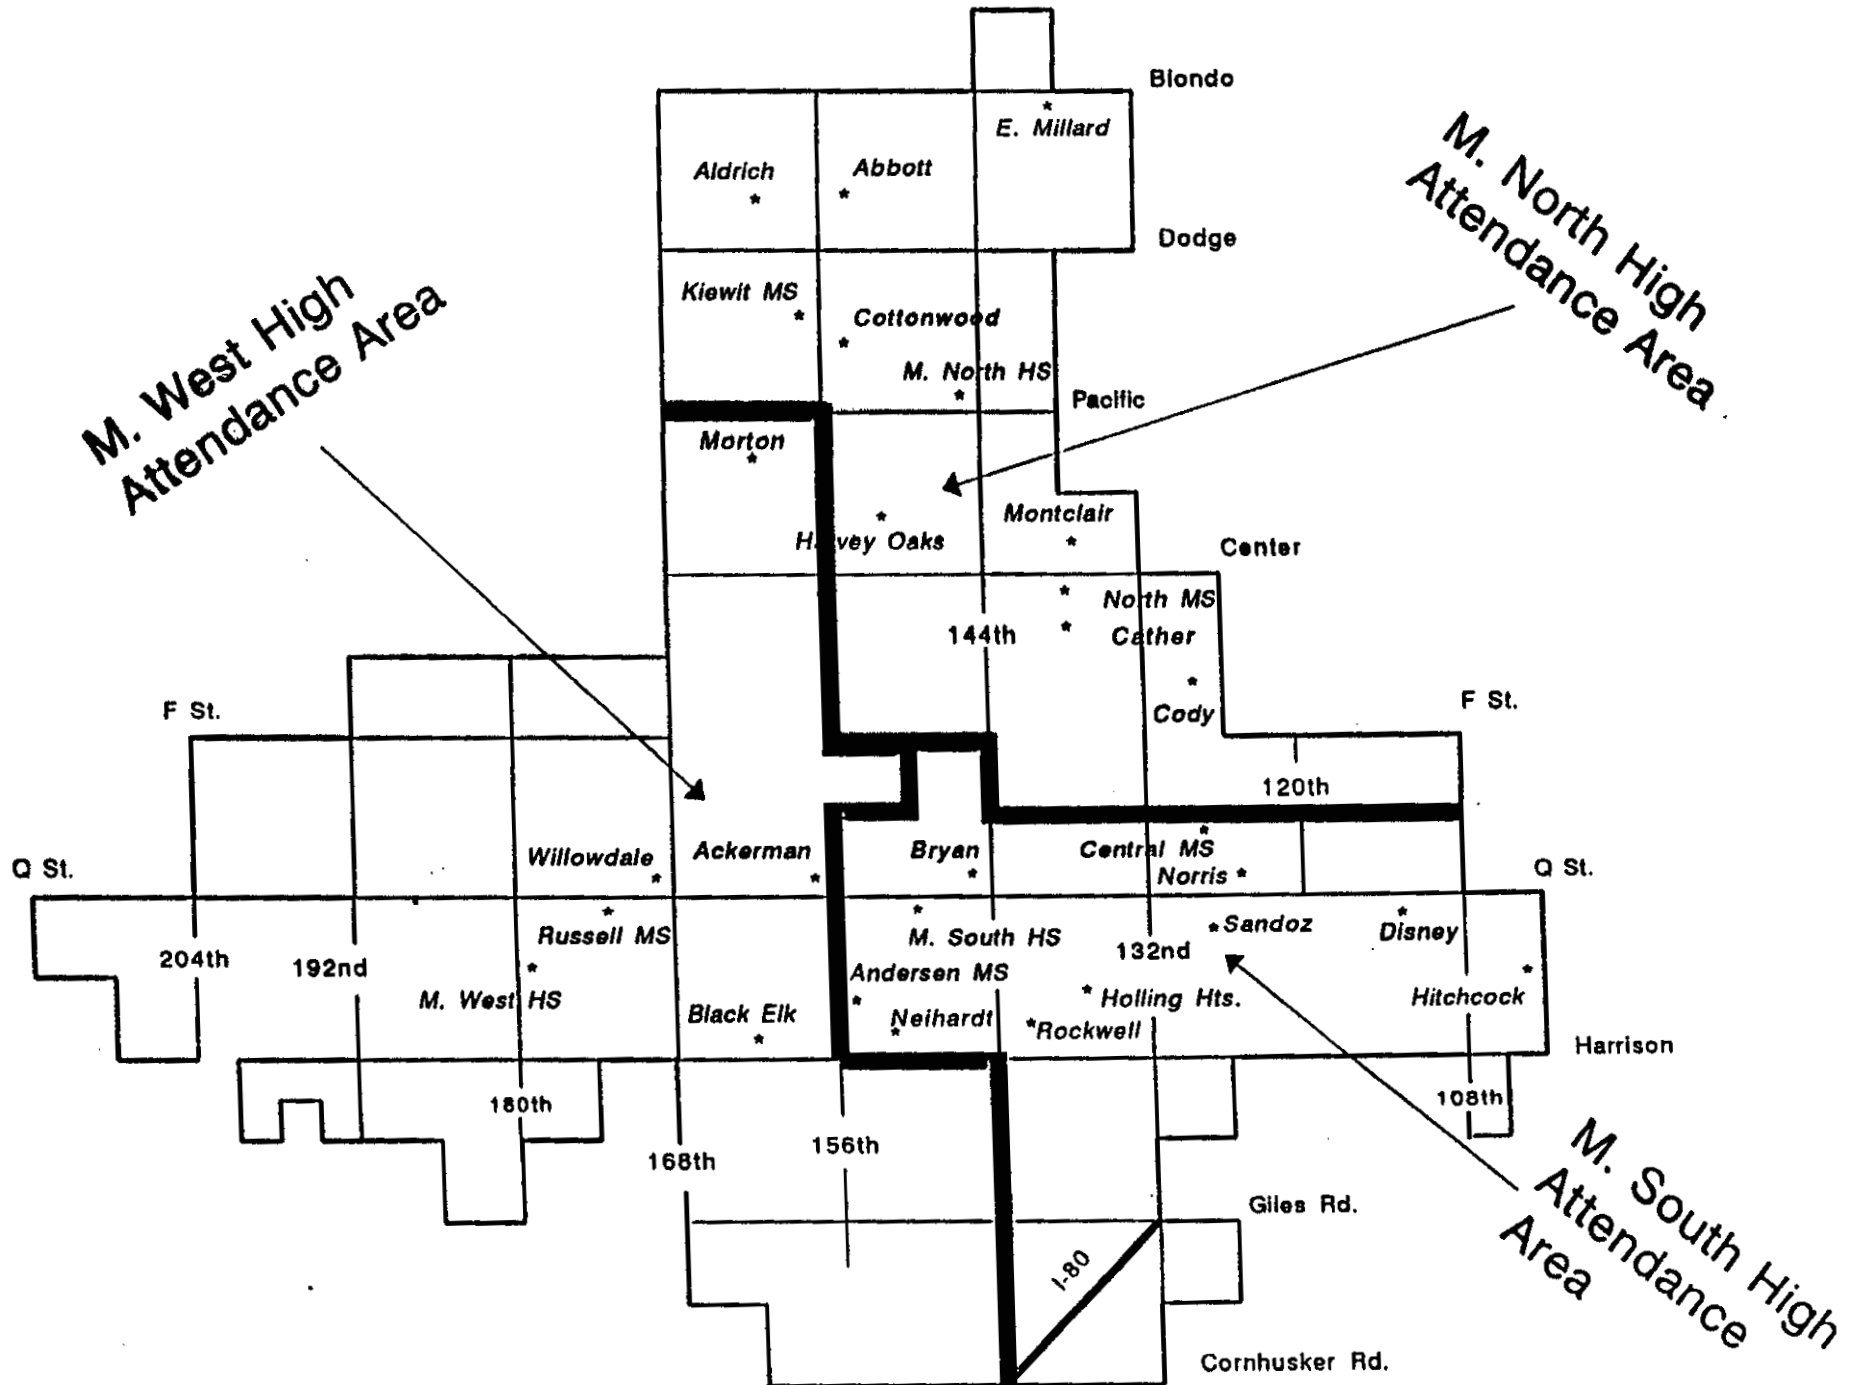 Blondo
E. Millard
Aldrich
Abbott
M. North High
Attendance Area
Dodge
Kiewit MS
Cottonwood
M. North HS
Pacific
M. West High
Attendance Area
Morton
Montclair
Harvey Oaks
Center
North MS
144th
Cather
Cody
F St.
F St.
120th
Willowdale
Ackerman
Bryan
Central MS
Norris
Q St.
Q St.
Sandoz
Disney
Russell MS
M. South HS
132nd
204th
192nd
Andersen MS
M. West HS
Holling Hts.
Hitchcock
Black Elk
Neihardt
Rockwell
Harrison
180th
108th
156th
168th
M. South High
Attendance
Area
Giles Rd.
I-80
Cornhusker Rd.